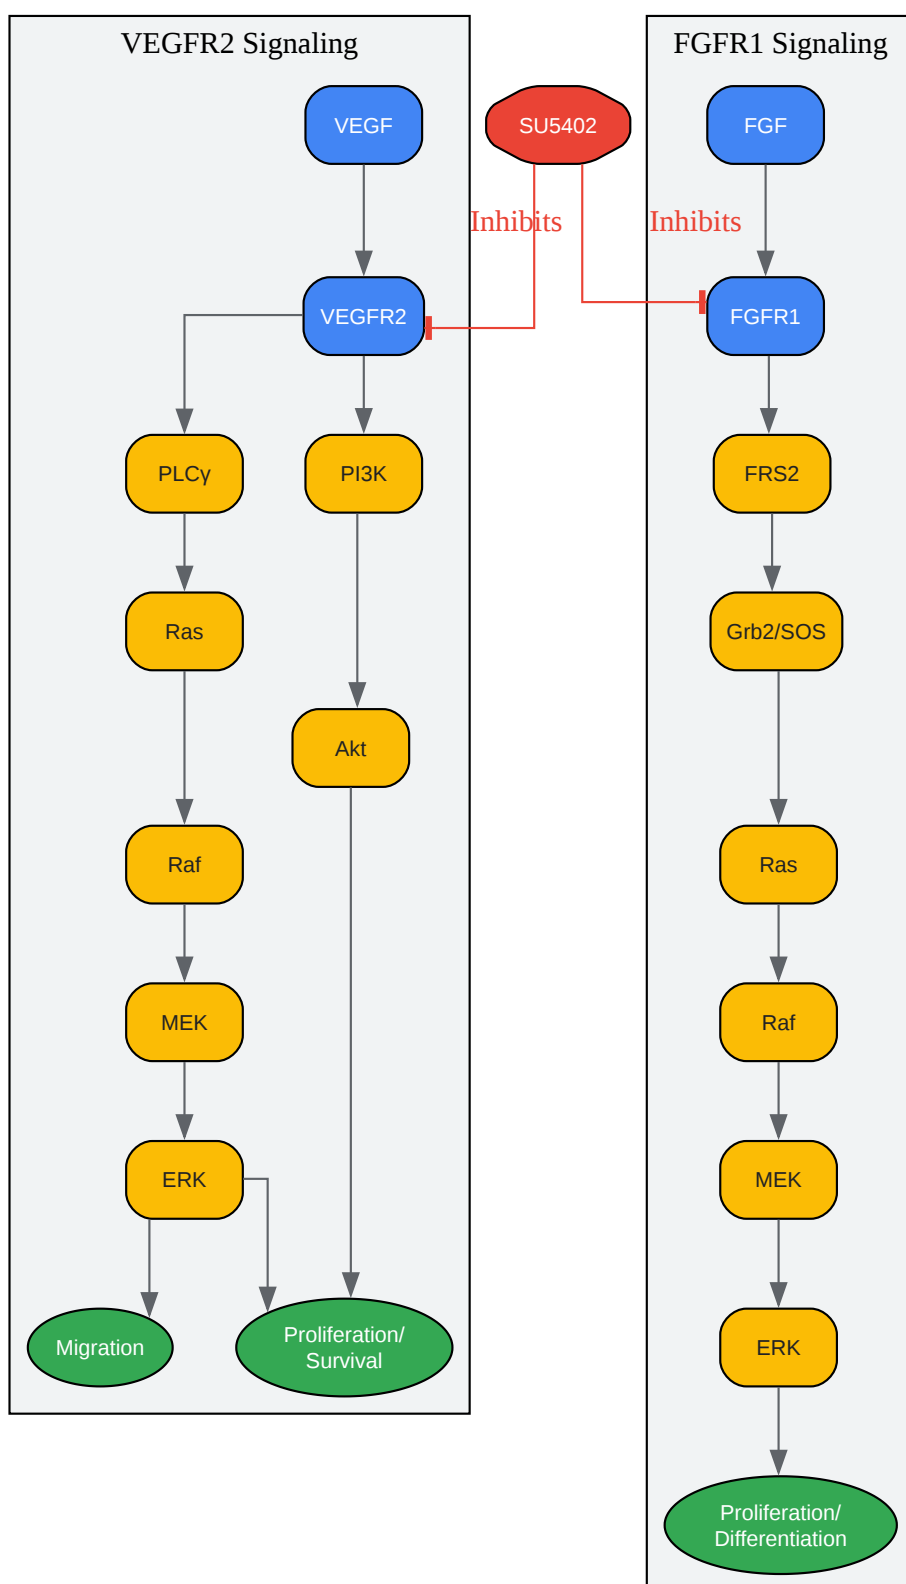 VEGFR2 Signaling
FGFR1 Signaling
VEGF
SU5402
FGF
Inhibits
Inhibits
VEGFR2
FGFR1
PLCγ
PI3K
FRS2
Ras
Grb2/SOS
Akt
Raf
Ras
MEK
Raf
ERK
MEK
Migration
Proliferation/
Survival
ERK
Proliferation/
Differentiation